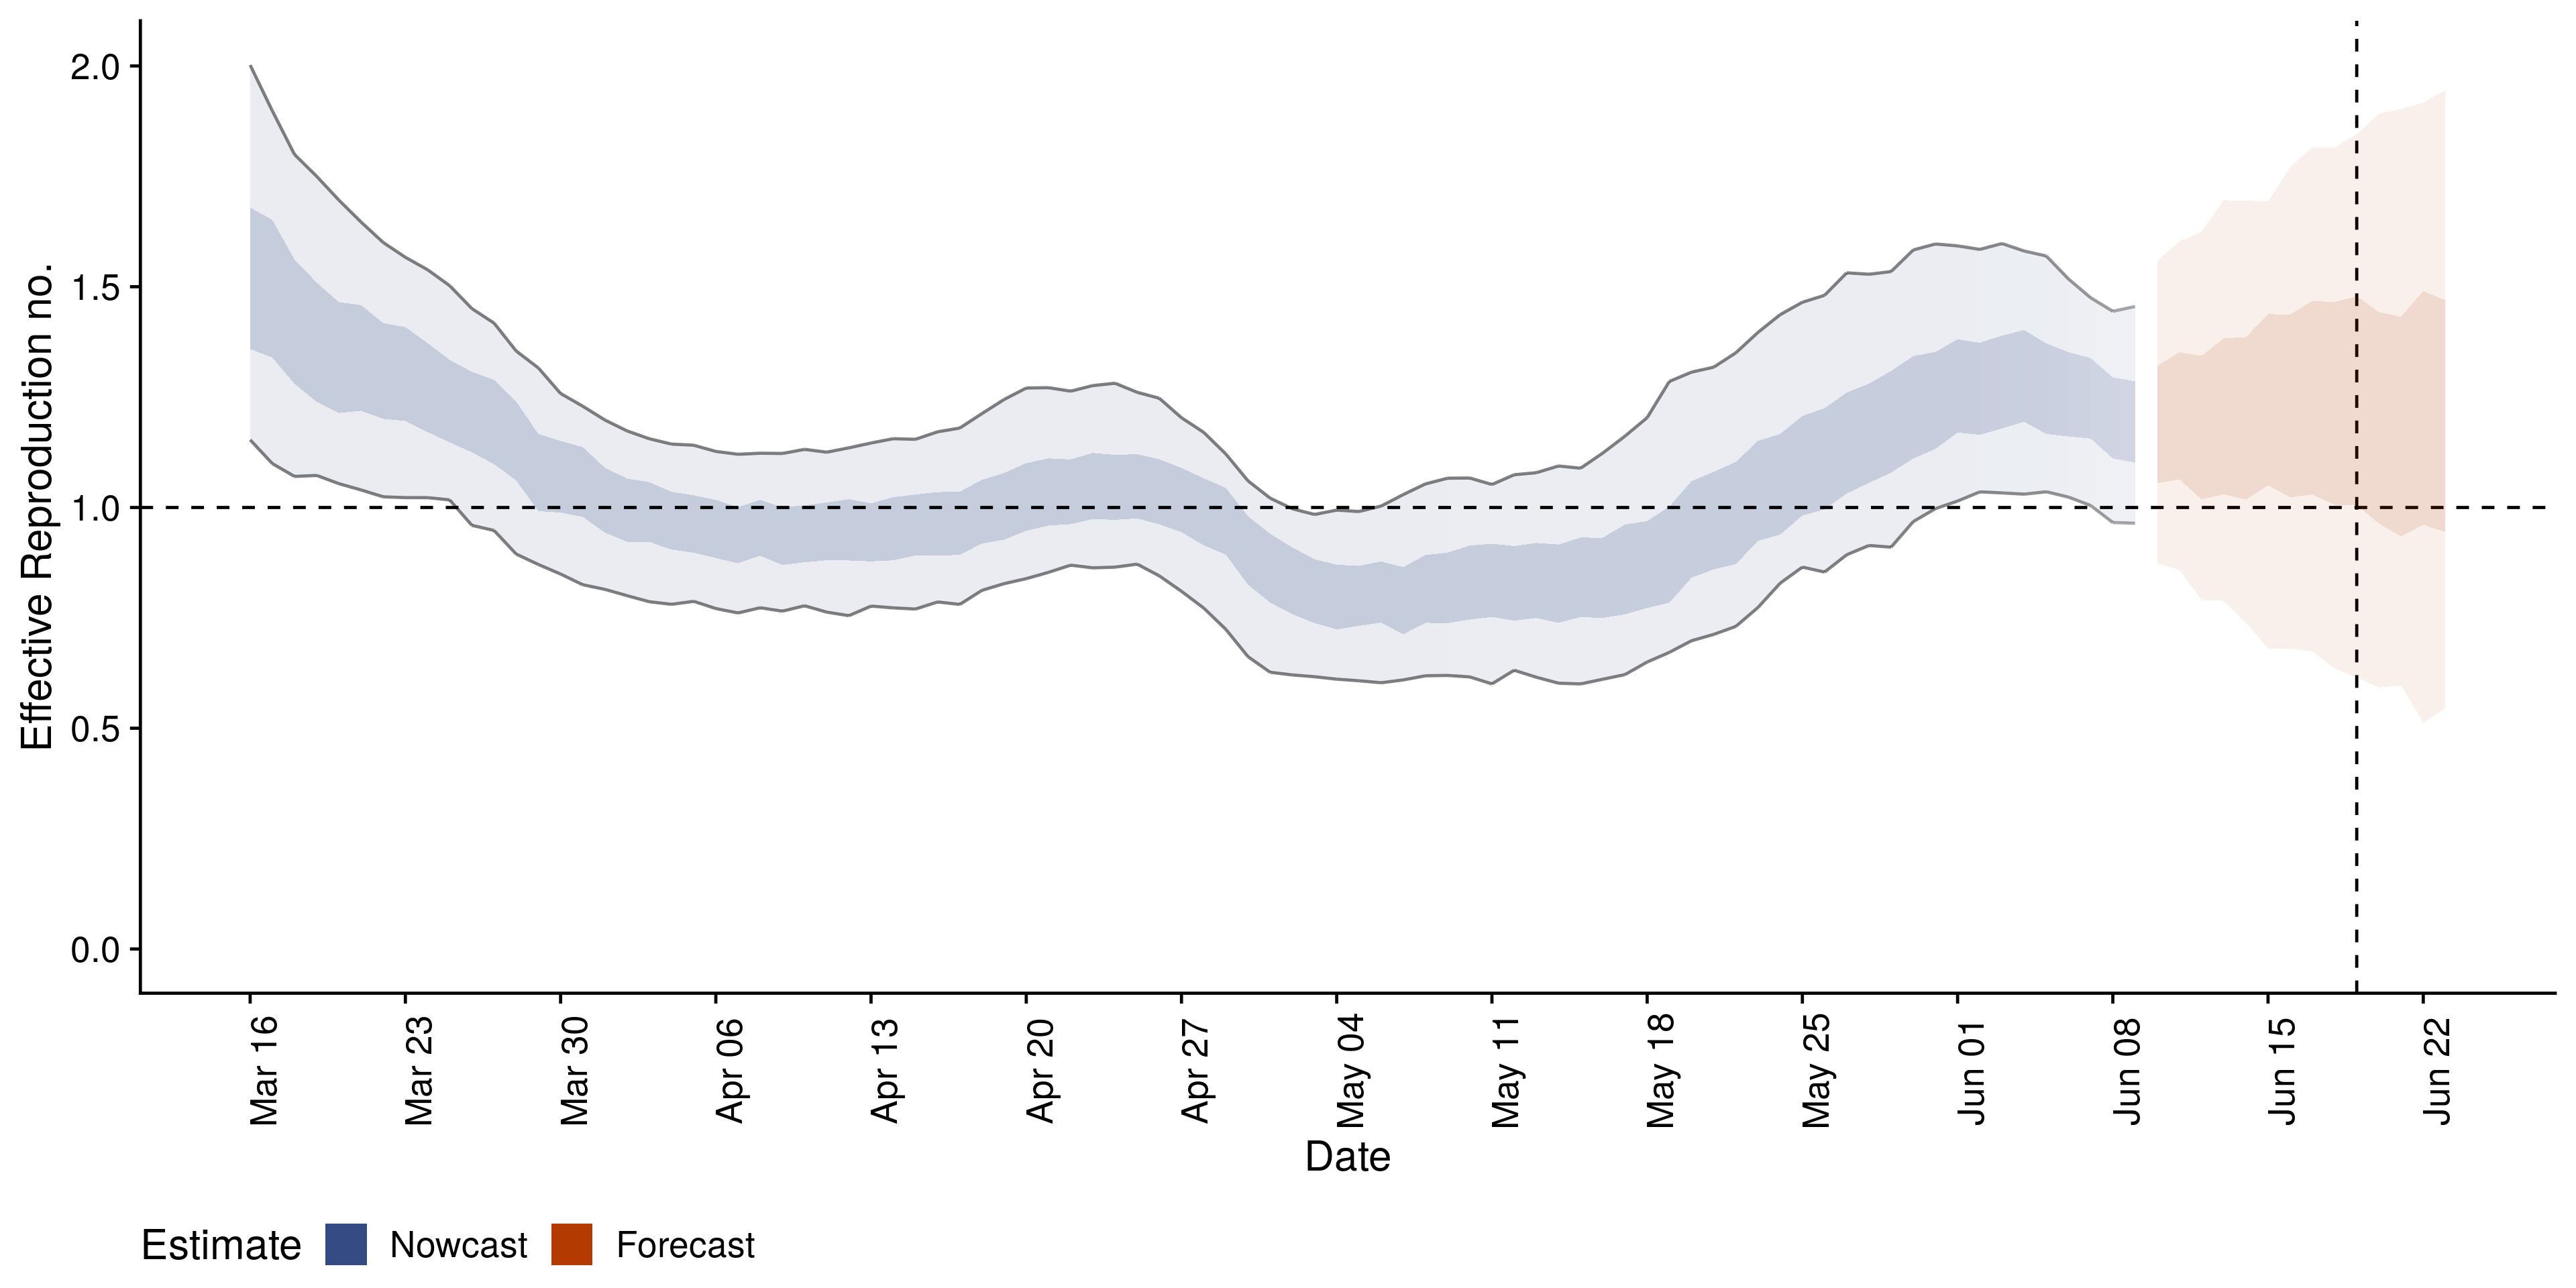 Effective Reproduction no.
2.0
1.5
1.0
0.5
0.0
Mar 16
Mar 23
Mar 30
Apr 06
Apr 13
Apr 20
Apr 27
May 04
May 11
May 18
May 25
Jun 01
Jun 08
Jun 15
Jun 22
Date
Estimate Nowcast Forecast